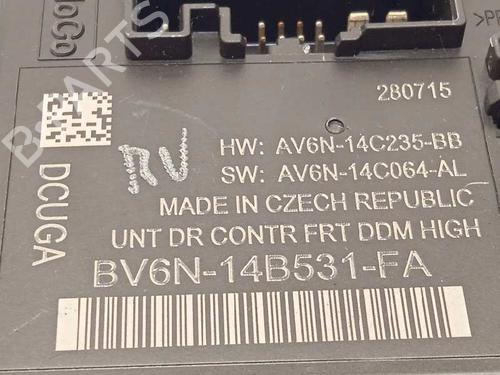 280715
RV
HW: AV6N-14C235-BB
SW: AV6N-14C064-AL
MADE IN CZECH REPUBLIC
UNT DR CONTR FRT DDM HIGH
BV6N-14B531-FA
DCUGA